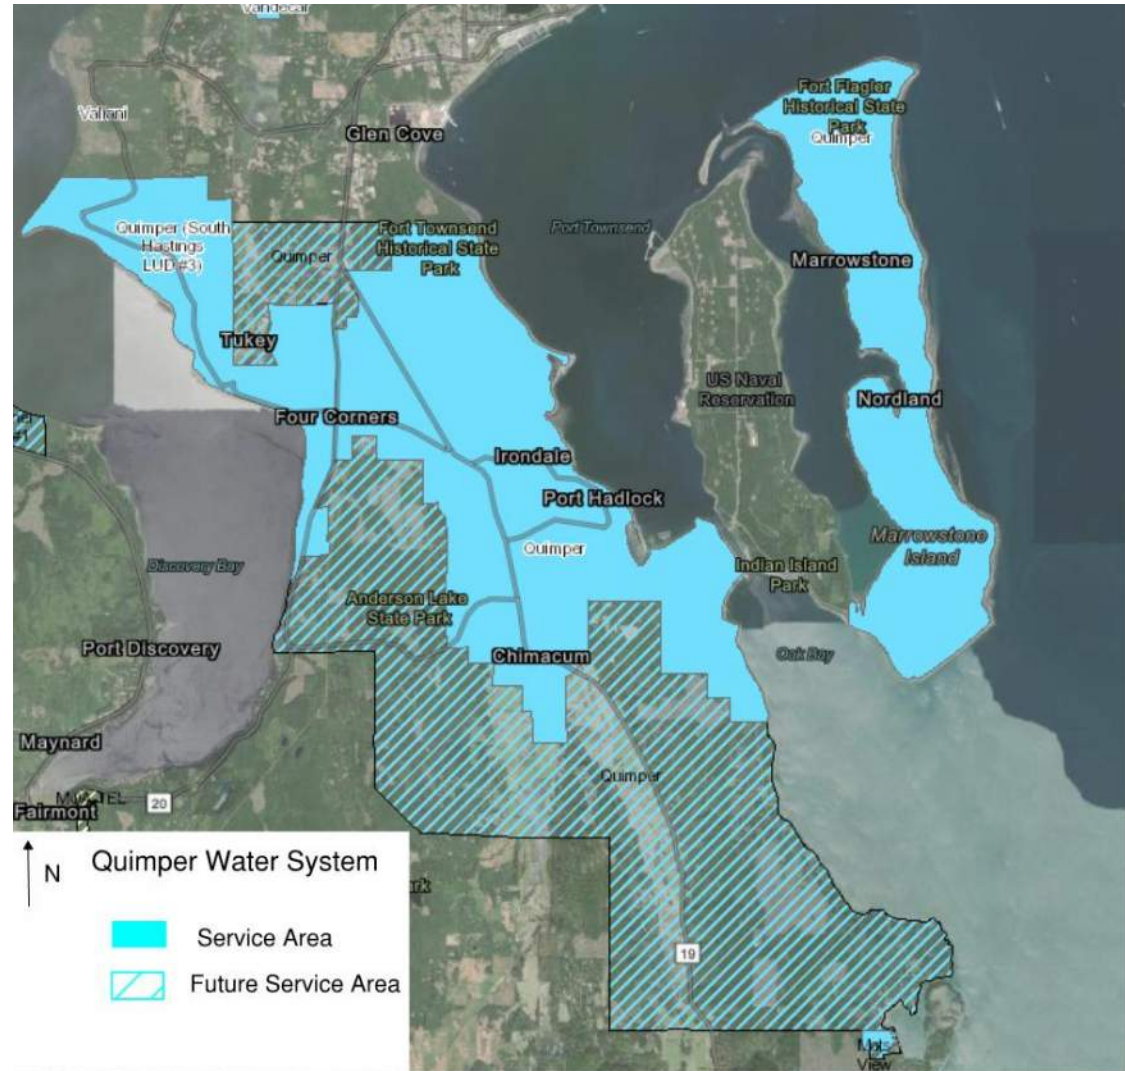 Vandecar
Valiani
Glen Cove
Fort Flagler
Historical State
Park
Quimper
Quimper (South
Hastings
LUD #3)
Fort Townsend
Historical State
Park
Quimper
Port Townsend
Marrowstone
Tukey
US Naval
Reservation
Nordland
Four Corners
Irondale
Port Hadlock
Quimper
Marrowstone
Island
Discovery Bay
Indian Island
Park
Anderson Lake
State Park
Port Discovery
Chimacum
Oak Bay
Maynard
Quimper
20
Fairmont
N
Quimper Water System
Service Area
Future Service Area
19
View